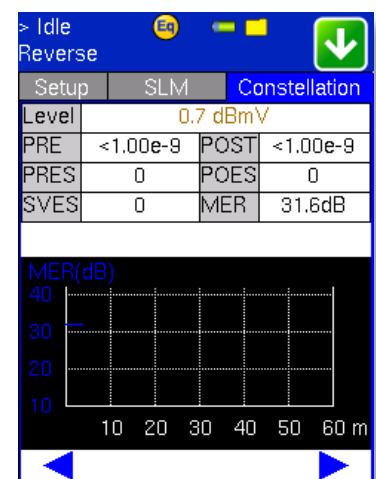 > Idle
Eq
Reverse
Setup SLM Constellation
Level 0.7 dBmV
PRE <1.00e-9 POST <1.00e-9
PRES 0 POES 0
SVES 0 MER 31.6dB
MER(dB)
40
30
20
10
10 20 30 40 50 60 m